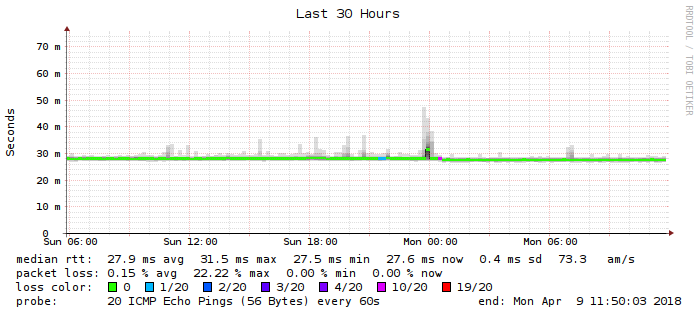 Last 30 Hours
RRDTOOL / TOBI OETIKER
Seconds
70 m
60 m
50 m
40 m
30 m
20 m
10 m
0
Sun 06:00 Sun 12:00 Sun 18:00 Mon 00:00 Mon 06:00
median rtt: 27.9 ms avg 31.5 ms max 27.5 ms min 27.6 ms now 0.4 ms sd 73.3 am/s
packet loss: 0.15 % avg 22.22 % max 0.00 % min 0.00 % now
loss color: 0 1/20 2/20 3/20 4/20 10/20 19/20
probe: 20 ICMP Echo Pings (56 Bytes) every 60s end: Mon Apr 9 11:50:03 2018